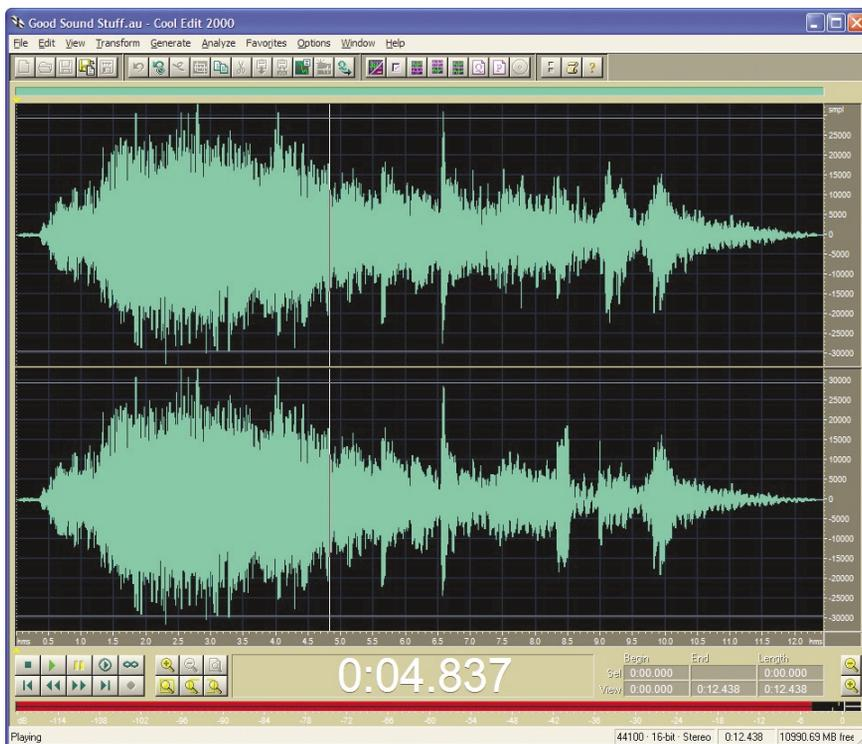 Good Sound Stuff.au - Cool Edit 2000
File Edit View Transform Generate Analyze Favorites Options Window Help
F ?
smpl
25000
20000
15000
10000
5000
0
-5000
-10000
-15000
-20000
-25000
-30000
30000
25000
20000
15000
10000
5000
0
-5000
-10000
-15000
-20000
-25000
-30000
hms 0.5 1.0 1.5 2.0 2.5 3.0 3.5 4.0 4.5 5.0 5.5 6.0 6.5 7.0 7.5 8.0 8.5 9.0 9.5 10.0 10.5 11.0 11.5 12.0 hms
0:04.837
Begin End Length
Sel 0:00.000 0:00.000
View 0:00.000 0:12.438 0:12.438
dB -114 -108 -102 -96 -90 -84 -78 -72 -66 -60 -54 -48 -42 -36 -30 -24 -18 -12 -6 0
Playing 44100 · 16-bit · Stereo 0:12.438 10990.69 MB free